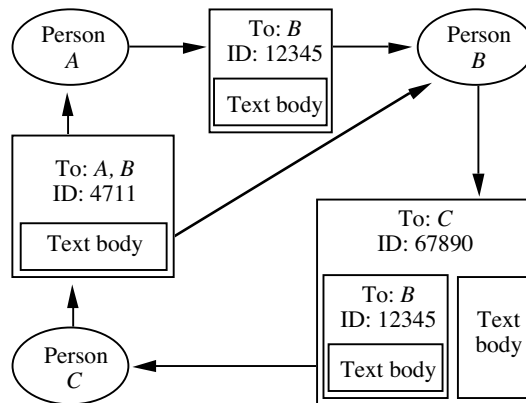 Person
A
To: B
ID: 12345
Text body
Person
B
To: A, B
ID: 4711
Text body
To: C
ID: 67890
To: B
ID: 12345
Text body
Text
body
Person
C